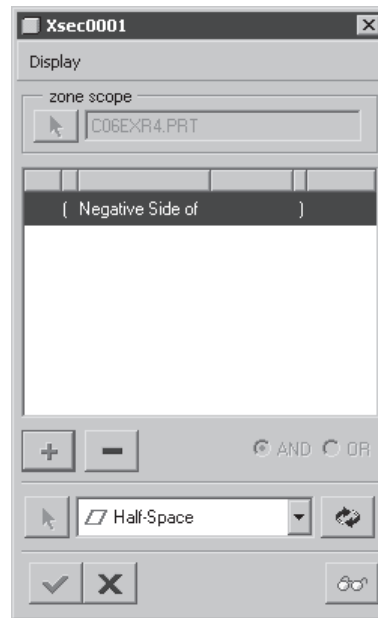 Xsec0001
Display
zone scope
C06EXR4.PRT
( Negative Side of )
AND OR
Half-Space